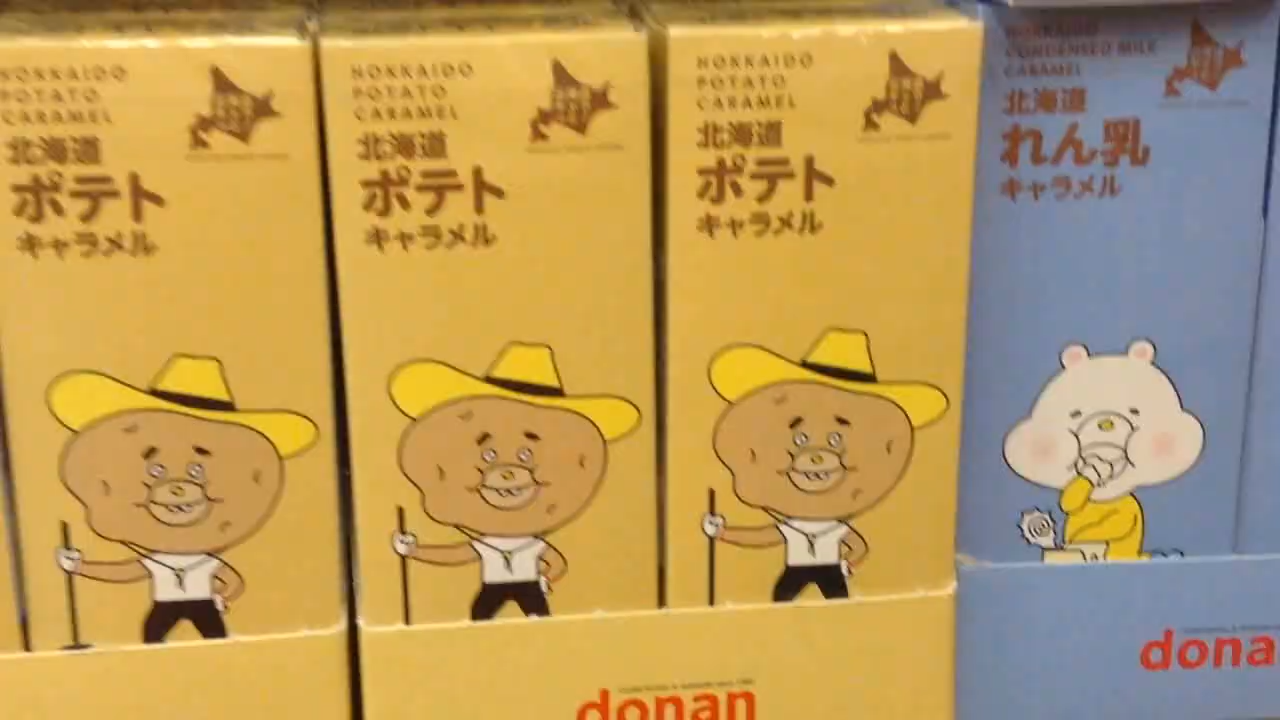 HOKKAIDO
POTATO
CARAMEL
北海道
ポテト
キャラメル
HOKKAIDO
POTATO
CARAMEL
北海道
ポテト
キャラメル
donan
HOKKAIDO
POTATO
CARAMEL
北海道
ポテト
キャラメル
HOKKAIDO
CONDENSED MILK
CARAMEL
北海道
れん乳
キャラメル
dona